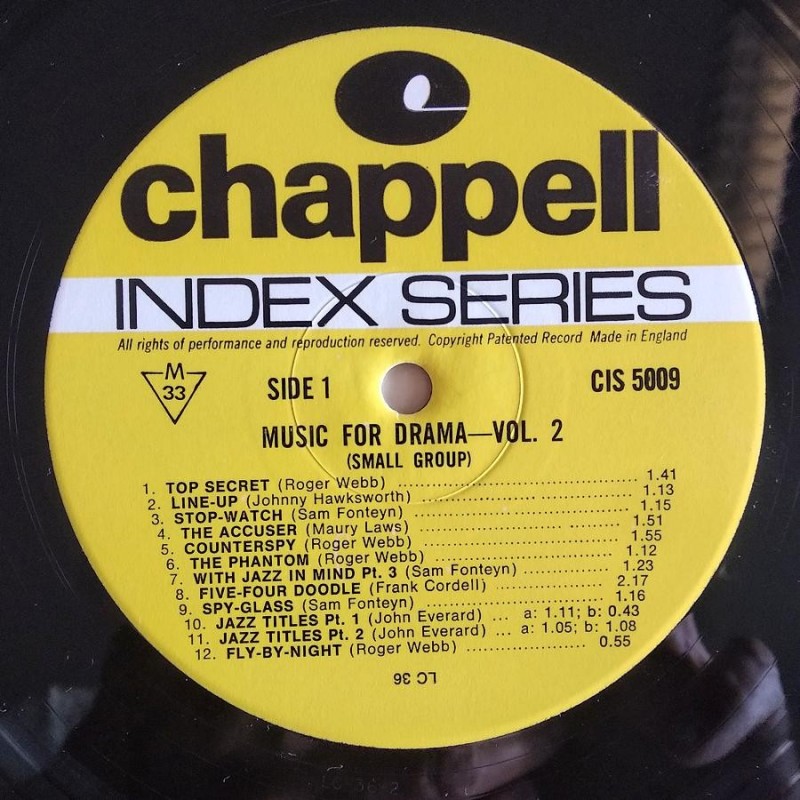 chappell
INDEX SERIES
All rights of performance and reproduction reserved. Copyright Patented Record Made in England
M
33
SIDE 1
CIS 5009
MUSIC FOR DRAMA—VOL. 2
(SMALL GROUP)
1. TOP SECRET (Roger Webb) 1.41
2. LINE-UP (Johnny Hawksworth) 1.13
3. STOP-WATCH (Sam Fonteyn) 1.15
4. THE ACCUSER (Maury Laws) 1.51
5. COUNTERSPY (Roger Webb) 1.55
6. THE PHANTOM (Roger Webb) 1.12
7. WITH JAZZ IN MIND Pt. 3 (Sam Fonteyn) 1.23
8. FIVE-FOUR DOODLE (Frank Cordell) 2.17
9. SPY-GLASS (Sam Fonteyn) 1.16
10. JAZZ TITLES Pt. 1 (John Everard) ... a: 1.11; b: 0.43
11. JAZZ TITLES Pt. 2 (John Everard) ... a: 1.05; b: 1.08
12. FLY-BY-NIGHT (Roger Webb) 0.55
LC 36